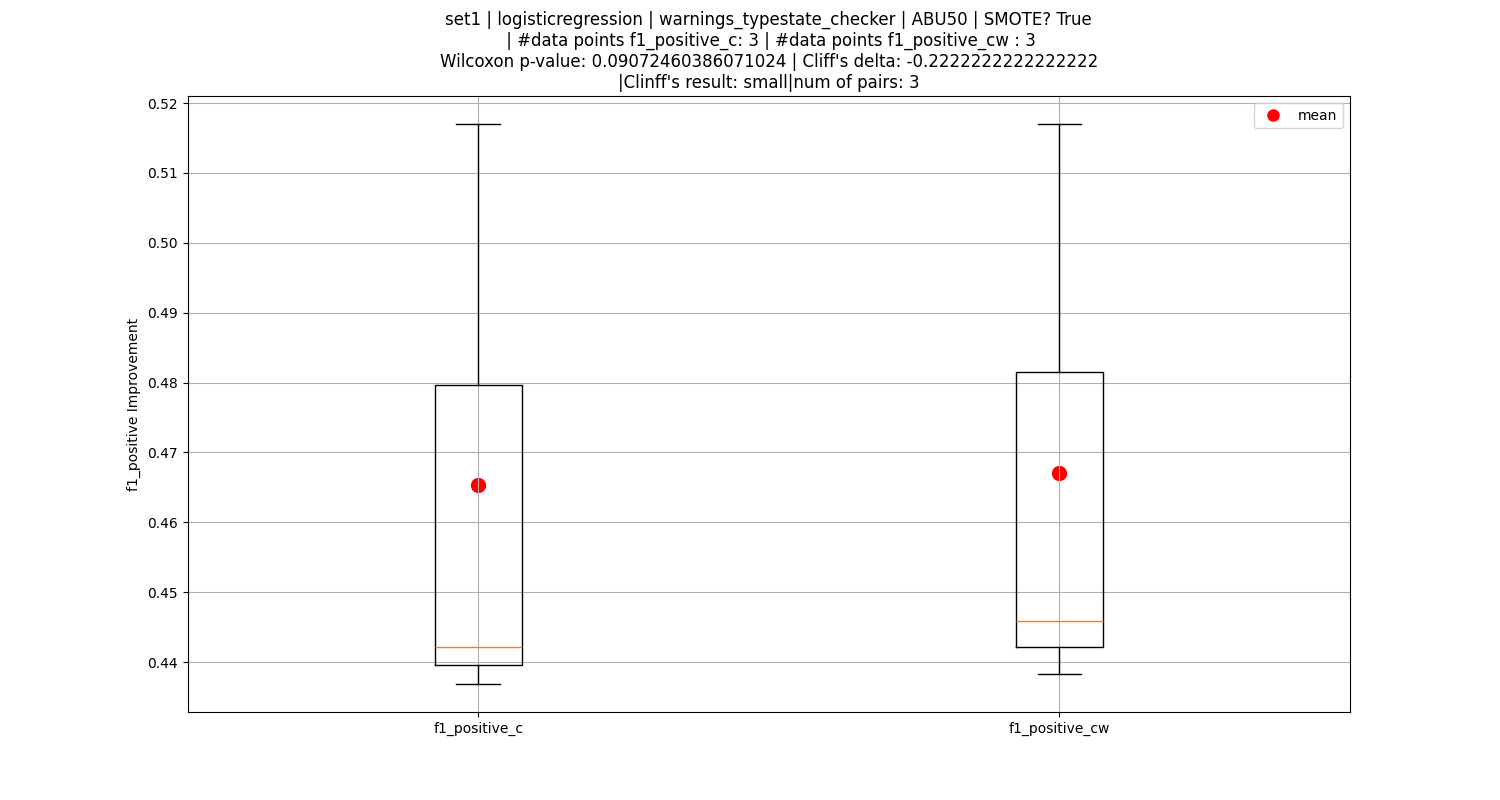 set1 | logisticregression | warnings_typestate_checker | ABU50 | SMOTE? True
| #data points f1_positive_c: 3 | #data points f1_positive_cw : 3
Wilcoxon p-value: 0.09072460386071024 | Cliff's delta: -0.2222222222222222
|Clinff's result: small|num of pairs: 3
mean
0.52
0.51
0.50
0.49
0.48
0.47
0.46
0.45
0.44
f1_positive Improvement
f1_positive_c
f1_positive_cw